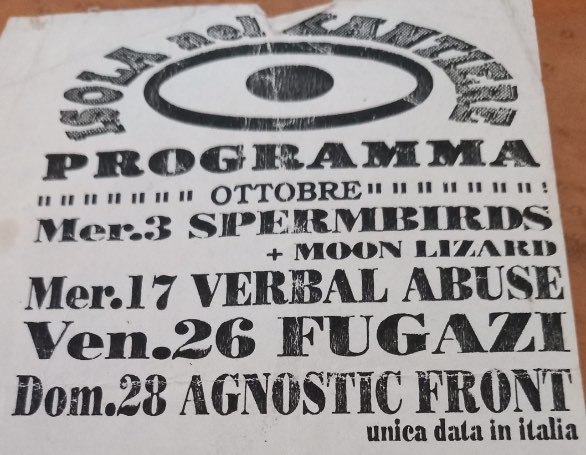 ISOLA nel KANTIERE
PROGRAMMA
" " " " " " " OTTOBRE " " " " " " " " !
Mer.3 SPERMBIRDS
+ MOON LIZARD
Mer.17 VERBAL ABUSE
Ven.26 FUGAZI
Dom.28 AGNOSTIC FRONT
unica data in italia